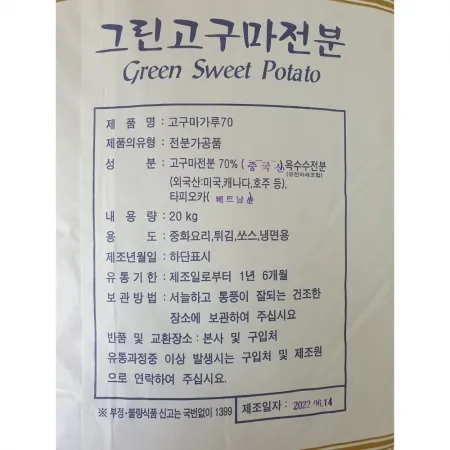 그린고구마전분
Green Sweet Potato
제 품 명 : 고구마가루70
제품의유형 : 전분가공품
성 분 : 고구마전분 70% ( 중국산 )옥수수전분
(외국산:미국,캐나다,호주 등),
타피오카( 베트남산
내 용 량 : 20 kg
용 도 : 중화요리,튀김,쏘스,냉면용
제조년월일 : 하단표시
유 통 기 한 : 제조일로부터 1년 6개월
보 관 방 법 : 서늘하고 통풍이 잘되는 건조한
장소에 보관하여 주십시요
반품 및 교환장소 : 본사 및 구입처
유통과정중 이상 발생시는 구입처 및 제조원
으로 연락하여 주십시요.
※ 부정·불량식품 신고는 국번없이 1399
제조일자 : 2022.06.14